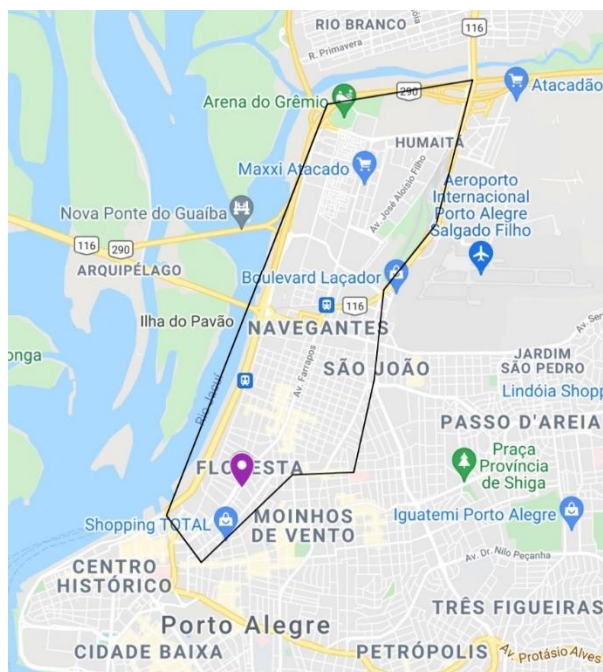 RIO BRANCO
116
R. Primavera
290
Atacadão
Arena do Grêmio
HUMAITÁ
Maxxi Atacado
Av. José Aloísio Filho
Aeroporto
Internacional
Porto Alegre
Salgado Filho
Nova Ponte do Guaíba
116
290
ARQUIPÉLAGO
Boulevard Laçador
116
Ilha do Pavão
NAVEGANTES
onga
Av. Farrapos
SÃO JOÃO
JARDIM
SÃO PEDRO
Lindóia Shopp
Rio Jacuí
PASSO D'AREIA
FLORESTA
Praça
Província
de Shiga
Shopping TOTAL
MOINHOS
DE VENTO
Iguatemi Porto Alegre
CENTRO
HISTÓRICO
Av. Dr. Nilo Peçanha
TRÊS FIGUEIRAS
Porto Alegre
CIDADE BAIXA
PETRÓPOLIS
Av. Protásio Alves